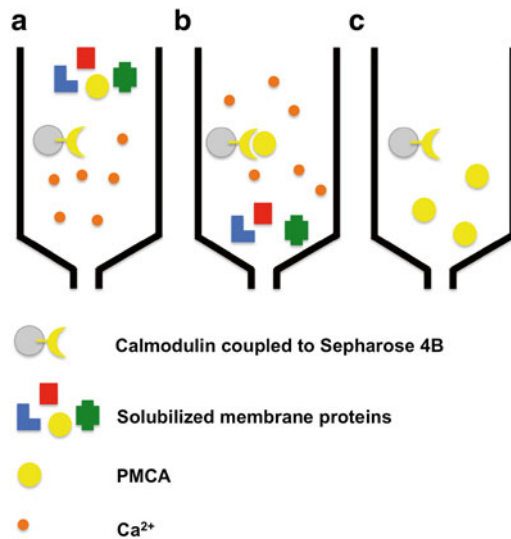 a
b
c
Calmodulin coupled to Sepharose 4B
Solubilized membrane proteins
PMCA
Ca²⁺